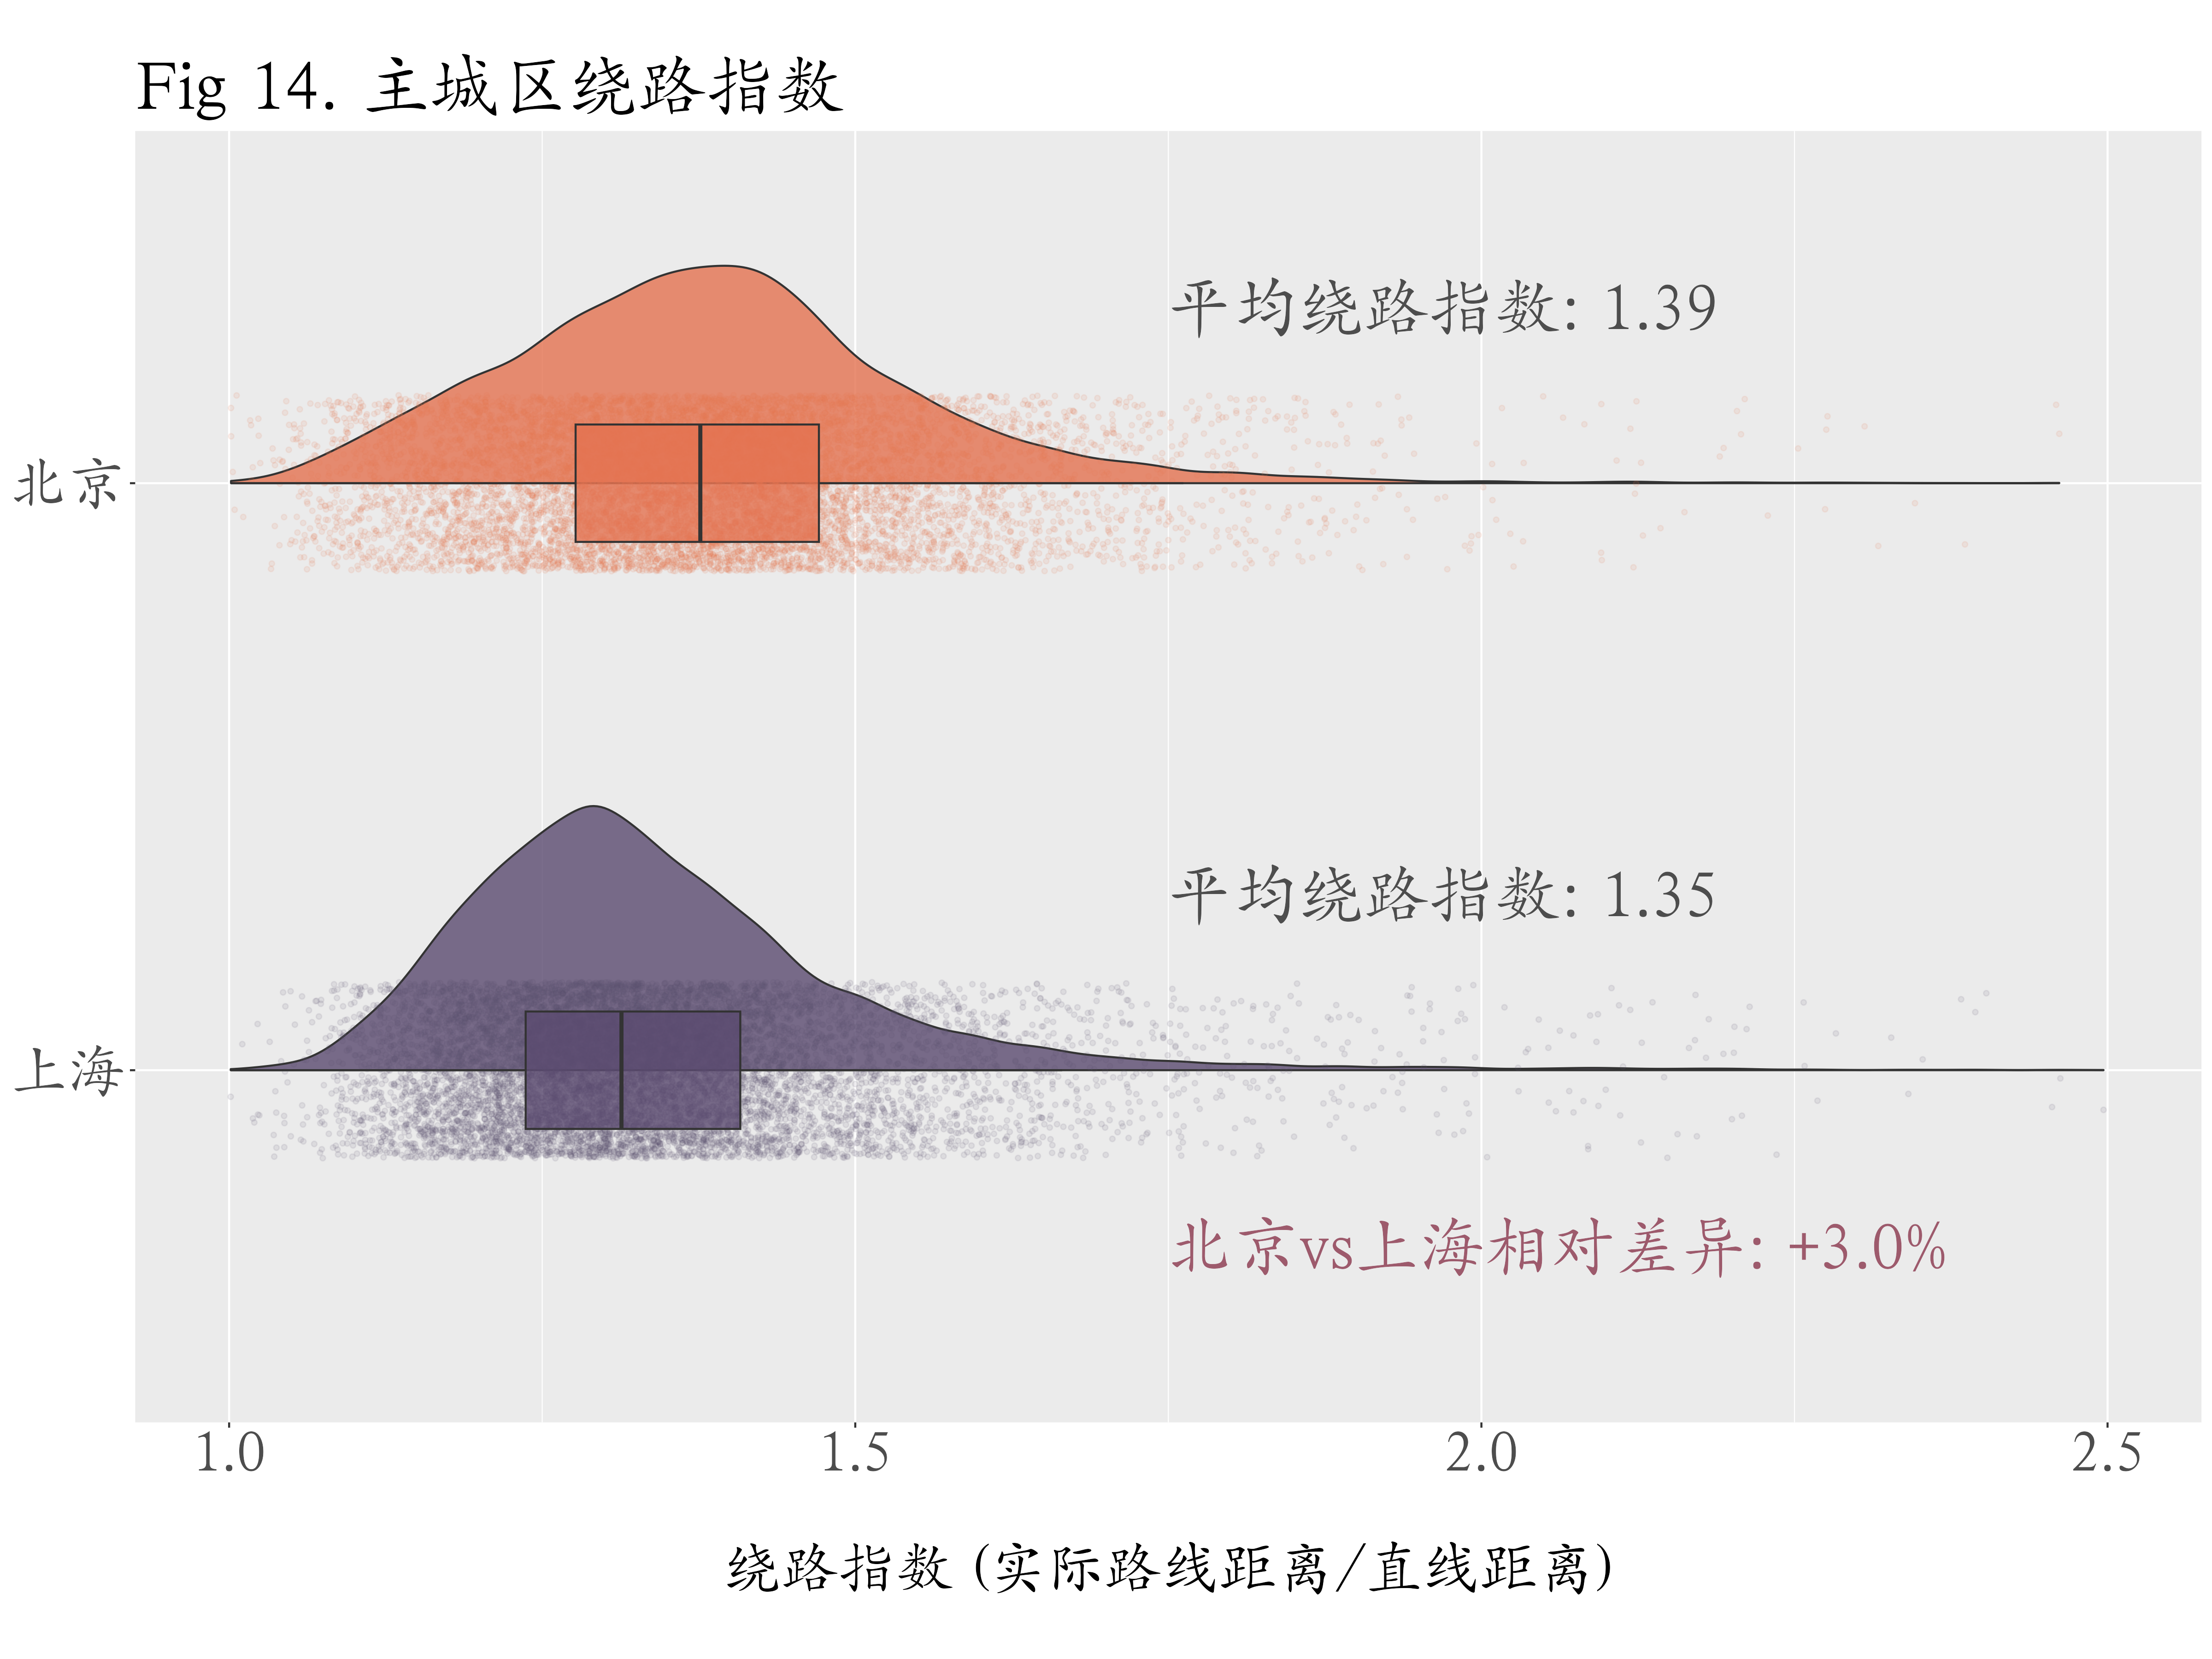 Fig 14. 主城区绕路指数
平均绕路指数: 1.39
北京
平均绕路指数: 1.35
上海
北京vs上海相对差异: +3.0%
1.0 1.5 2.0 2.5
绕路指数 (实际路线距离/直线距离)